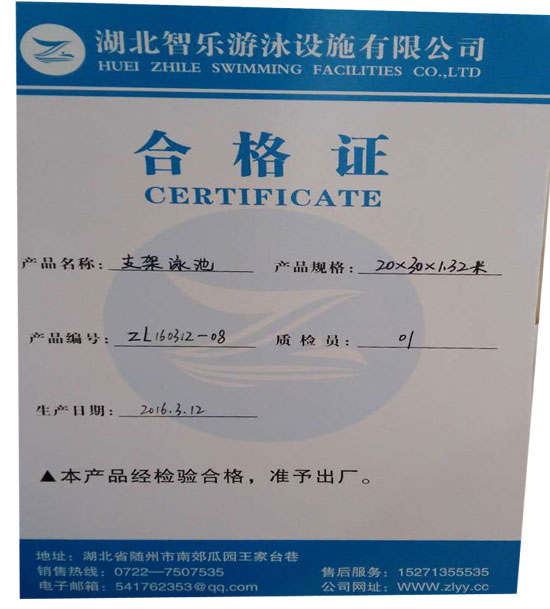 湖北智乐游泳设施有限公司
HUEI ZHILE SWIMMING FACILITIES CO.,LTD
合格证
CERTIFICATE
产品名称: 支架泳池 产品规格: 20×30×1.32米
产品编号: ZL160312-08 质检员: 01
生产日期: 2016.3.12
▲本产品经检验合格，准予出厂。
地址: 湖北省随州市南郊瓜园王家台巷
销售热线: 0722—7507535 售后服务: 15271355535
电子邮箱: 541762353@qq.com 公司网址: WWW.zlyy.cc